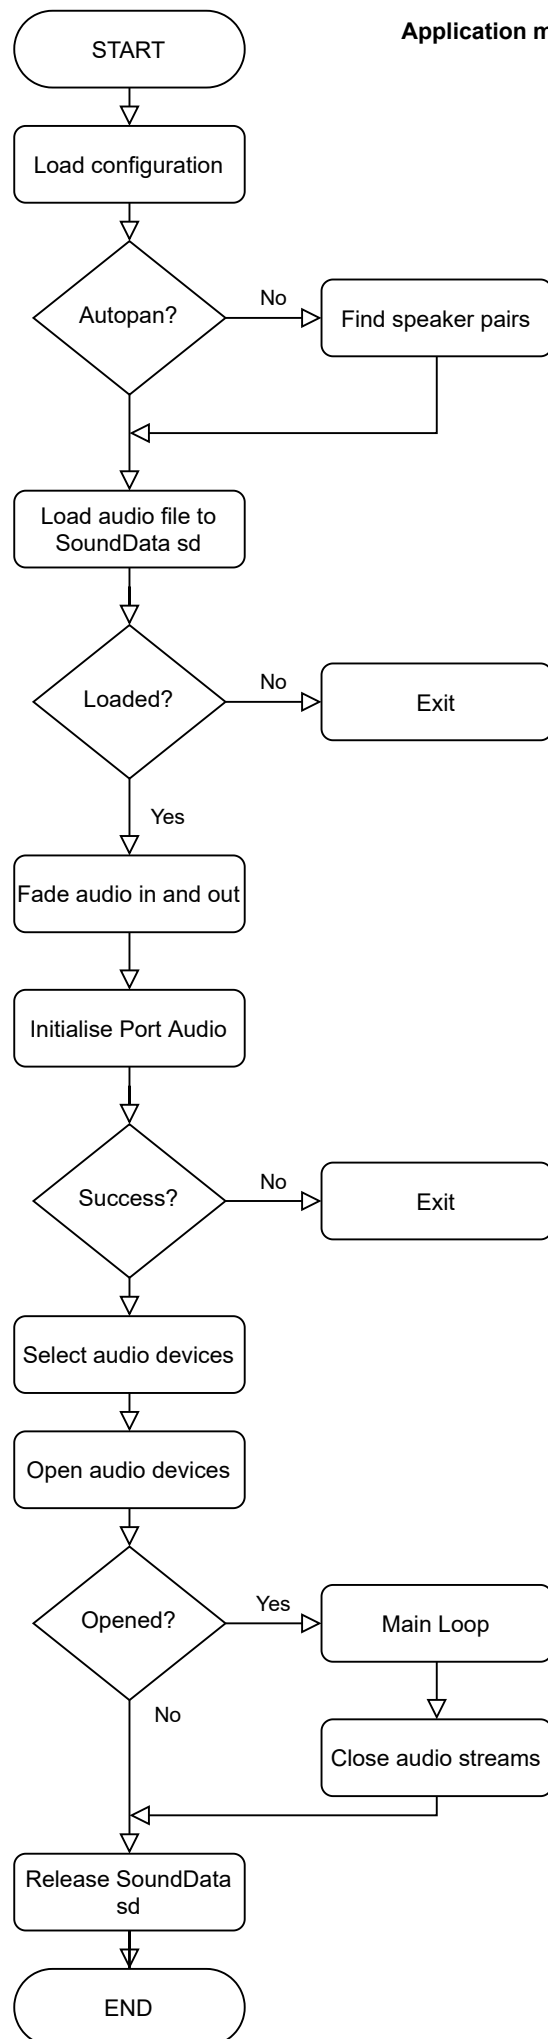 START
Application m
Load configuration
Autopan?
No
Find speaker pairs
Load audio file to
SoundData sd
Loaded?
No
Exit
Yes
Fade audio in and out
Initialise Port Audio
Success?
No
Exit
Select audio devices
Open audio devices
Opened?
Yes
Main Loop
No
Close audio streams
Release SoundData
sd
END